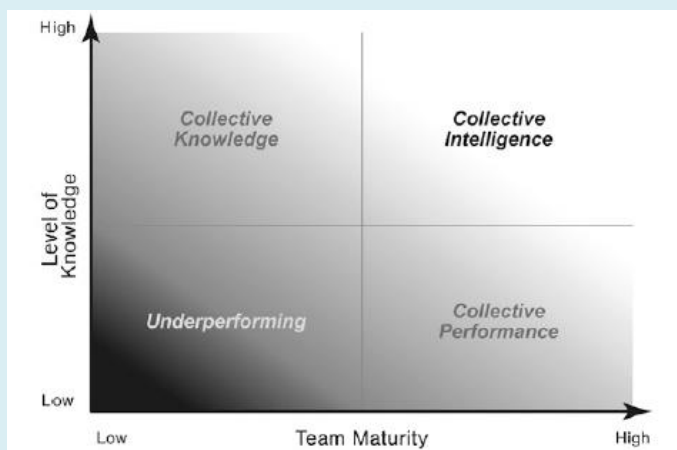 High
Collective
Knowledge
Collective
Intelligence
Level of
Knowledge
Underperforming
Collective
Performance
Low
Low
Team Maturity
High